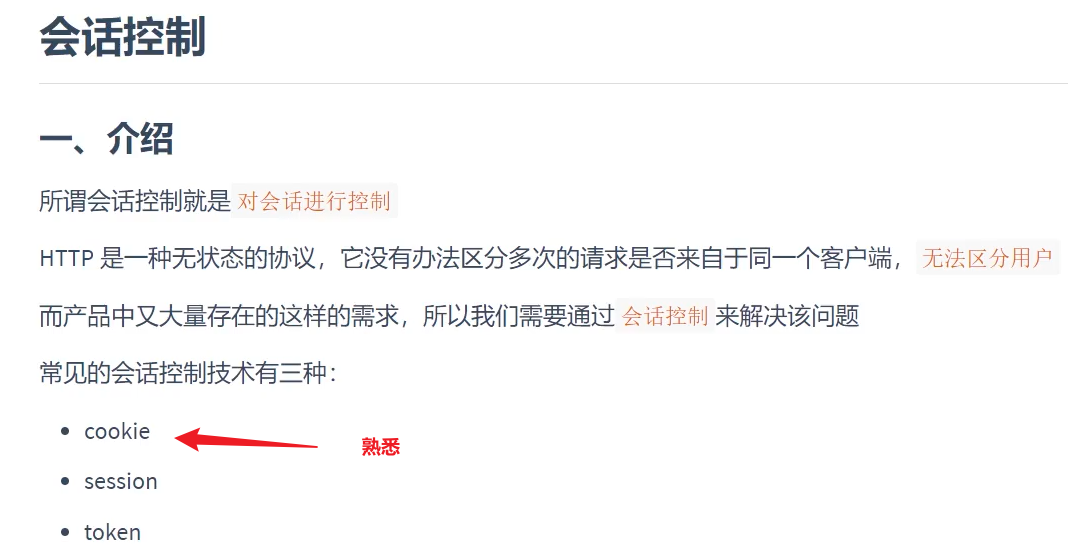 会话控制
一、介绍
所谓会话控制就是 对会话进行控制
HTTP 是一种无状态的协议，它没有办法区分多次的请求是否来自于同一个客户端， 无法区分用户
而产品中又大量存在的这样的需求，所以我们需要通过 会话控制 来解决该问题
常见的会话控制技术有三种：
cookie
熟悉
session
token